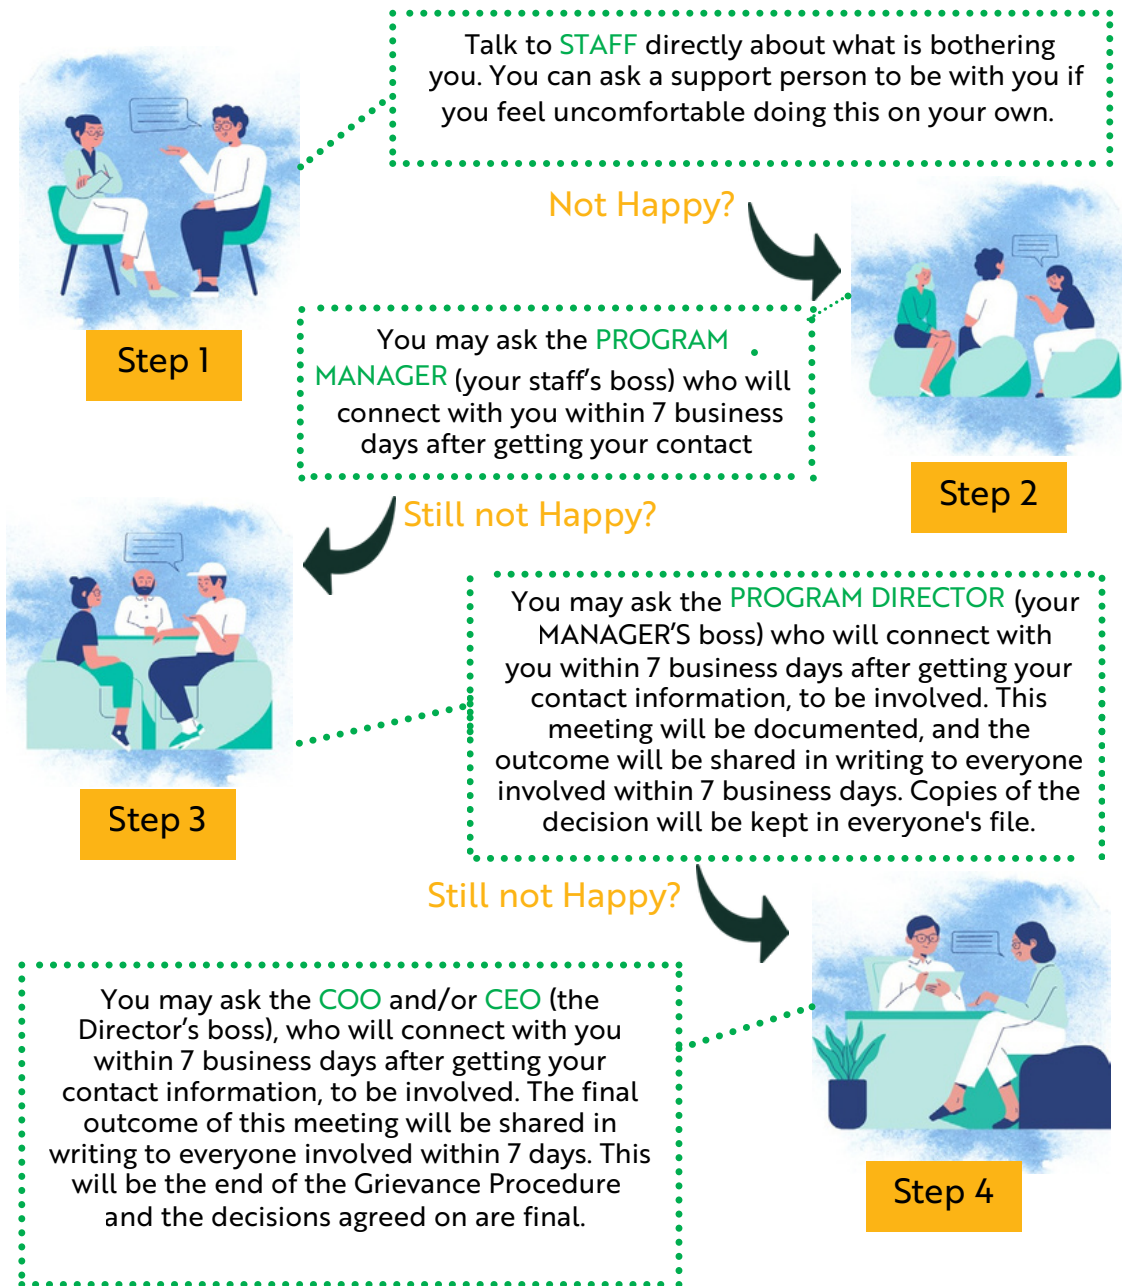 Talk to STAFF directly about what is bothering
you. You can ask a support person to be with you if
you feel uncomfortable doing this on your own.
Step 1
Not Happy?
You may ask the PROGRAM
MANAGER (your staff's boss) who will
connect with you within 7 business
days after getting your contact
Step 2
Still not Happy?
You may ask the PROGRAM DIRECTOR (your
MANAGER'S boss) who will connect with
you within 7 business days after getting your
contact information, to be involved. This
meeting will be documented, and the
outcome will be shared in writing to everyone
involved within 7 business days. Copies of the
decision will be kept in everyone's file.
Step 3
Still not Happy?
You may ask the COO and/or CEO (the
Director's boss), who will connect with you
within 7 business days after getting your
contact information, to be involved. The final
outcome of this meeting will be shared in
writing to everyone involved within 7 days. This
will be the end of the Grievance Procedure
and the decisions agreed on are final.
Step 4